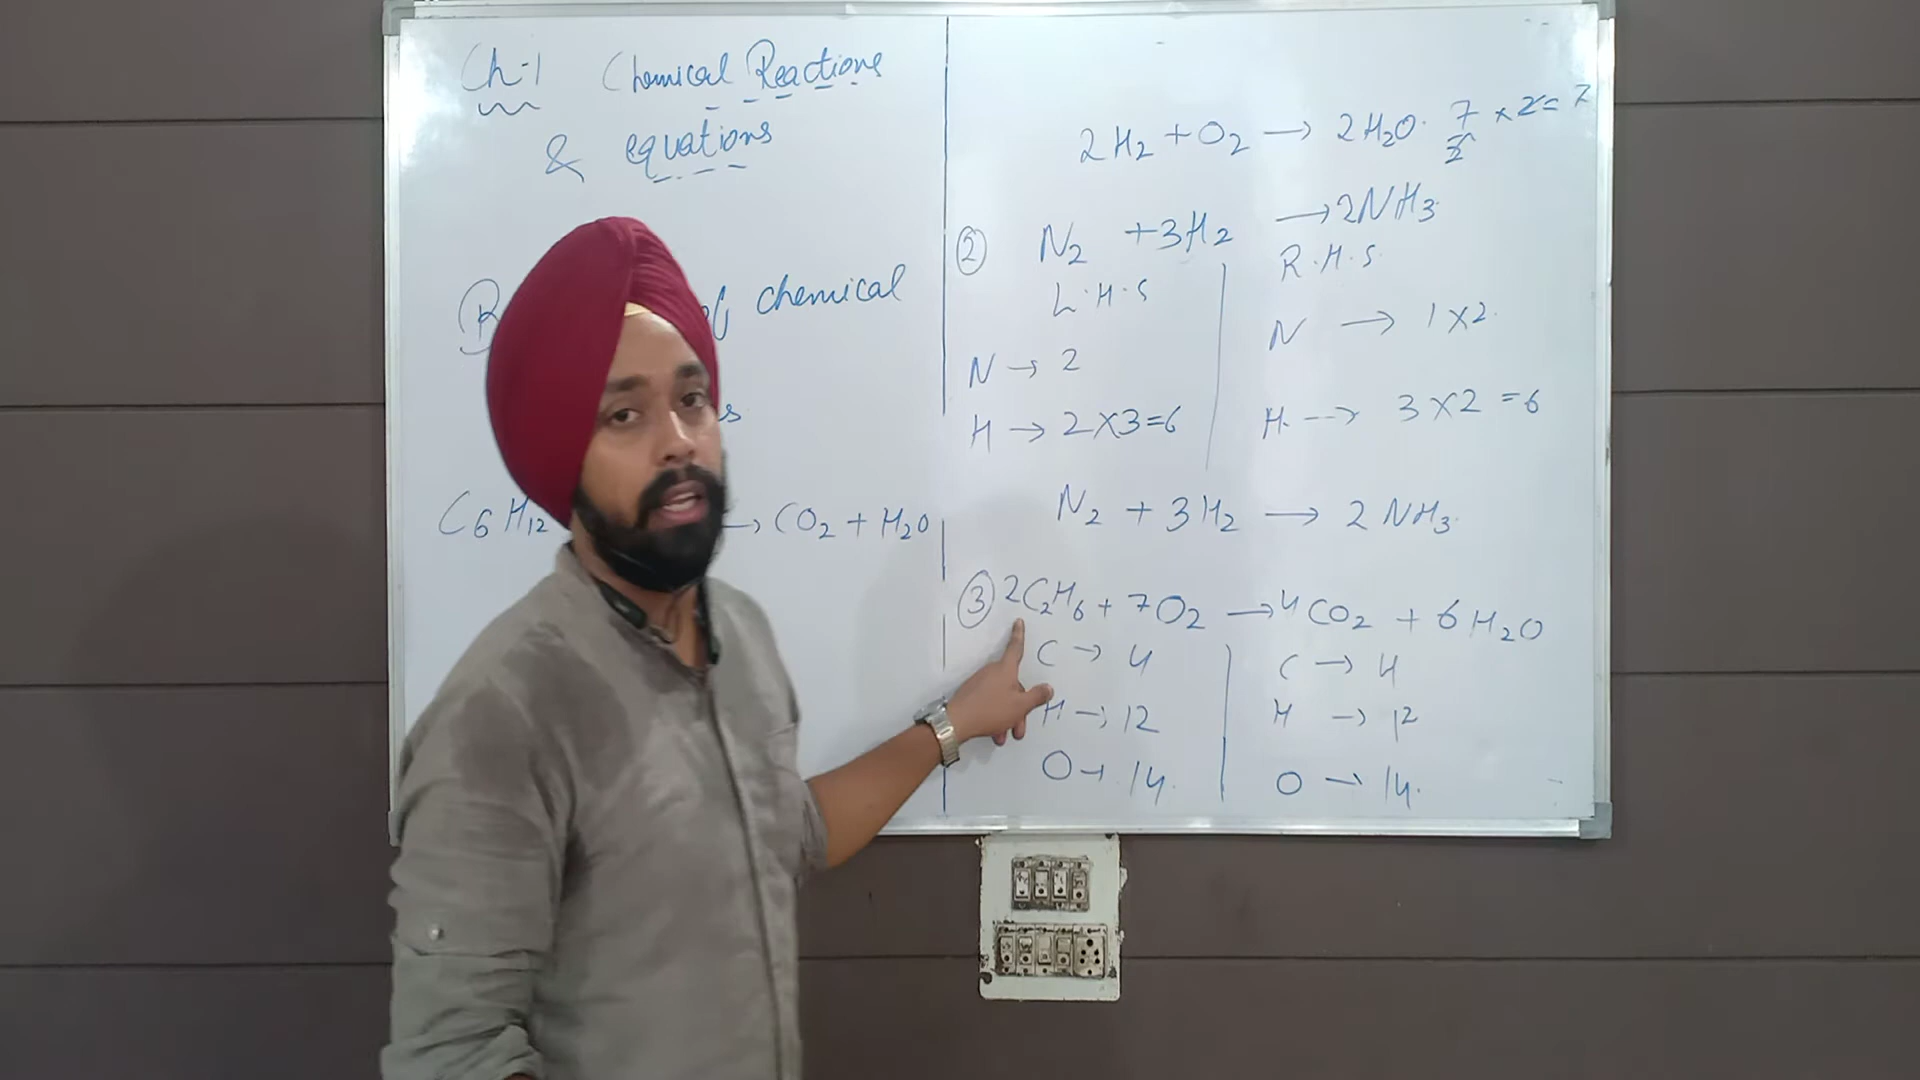 Ch-1 Chemical Reactions
& equations
of chemical
C6H12 → CO2 + H2O
2H2 + O2 → 2H2O. 7/2 × 2 = 7
② N2 + 3H2 → 2NH3
L.H.S R.H.S
N → 2 N → 1×2
H → 2×3=6 H → 3×2=6
N2 + 3H2 → 2NH3
③ 2C2H6 + 7O2 → 4CO2 + 6H2O
C → 4 C → 4
H → 12 H → 12
O → 14 O → 14